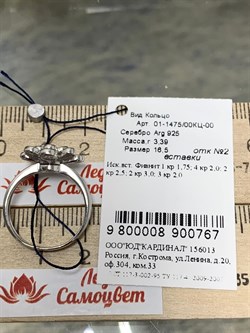 Вид Кольцо
Арт. 01-1475/00КЦ-00
Серебро Arg 925
Масса.г 3.39
Размер 16,5 отк №2
вставки
Иск.вст. Фианит 1 кр 1,75; 4 кр 2,0; 2
кр 2,5; 2 кр 3,0; 3 кр 2,0
9 800008 900767
ООО"ЮД"КАРДИНАЛ" 156013
Россия, г.Кострома, ул.Ленина, д.20,
оф.304, ком.33
Самоцвет